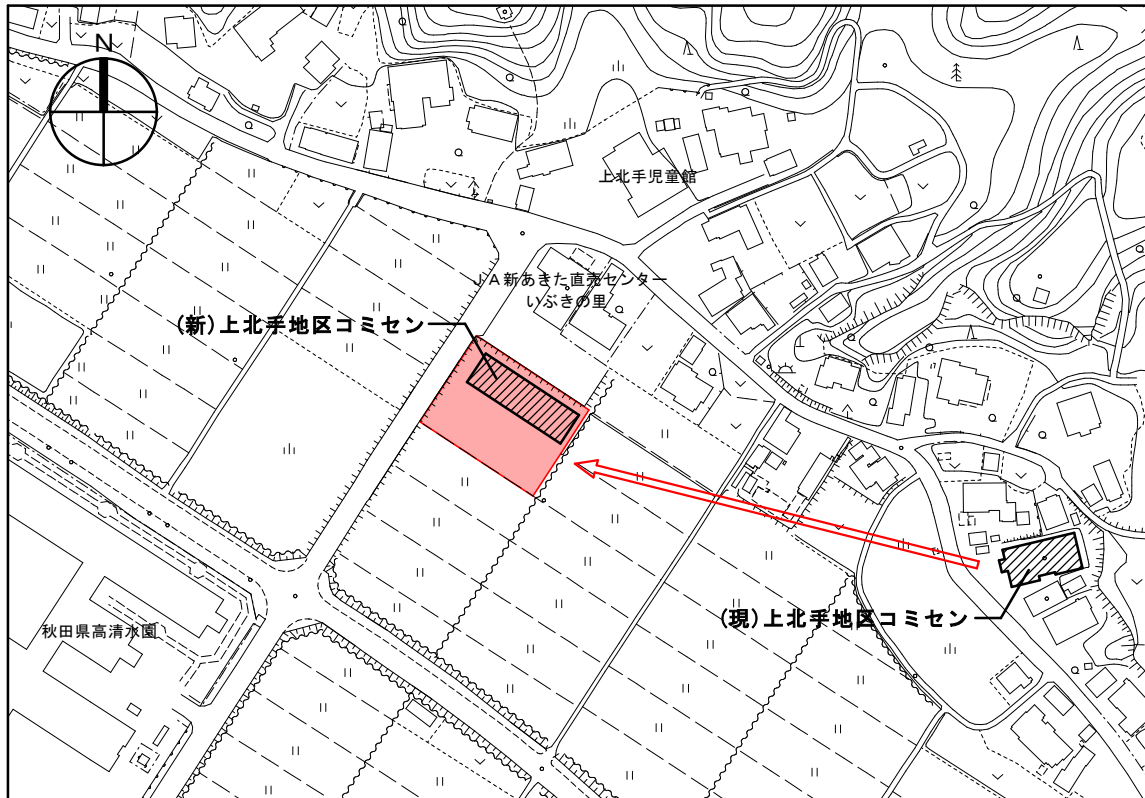 N
上北手児童館
JA新あきた直売センター
いぶきの里
(新)上北手地区コミセン
(現)上北手地区コミセン
秋田県高清水園